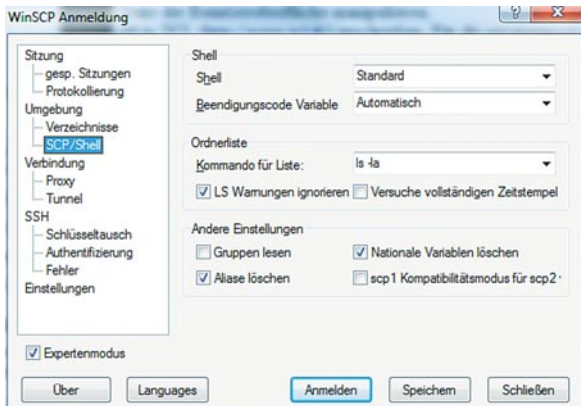 WinSCP Anmeldung
Sitzung
gesp. Sitzungen
Protokollierung
Umgebung
Verzeichnisse
SCP/Shell
Verbindung
Proxy
Tunnel
SSH
Schlüsseltausch
Authentifizierung
Fehler
Einstellungen
Expertenmodus
Shell
Shell Standard
Beendigungscode Variable Automatisch
Ordnerliste
Kommando für Liste: ls -la
LS Warnungen ignorieren Versuche vollständigen Zeitstempel
Andere Einstellungen
Gruppen lesen Nationale Variablen löschen
Aliase löschen scp1 Kompatibilitätsmodus für scp2
Über Languages Anmelden Speichern Schließen